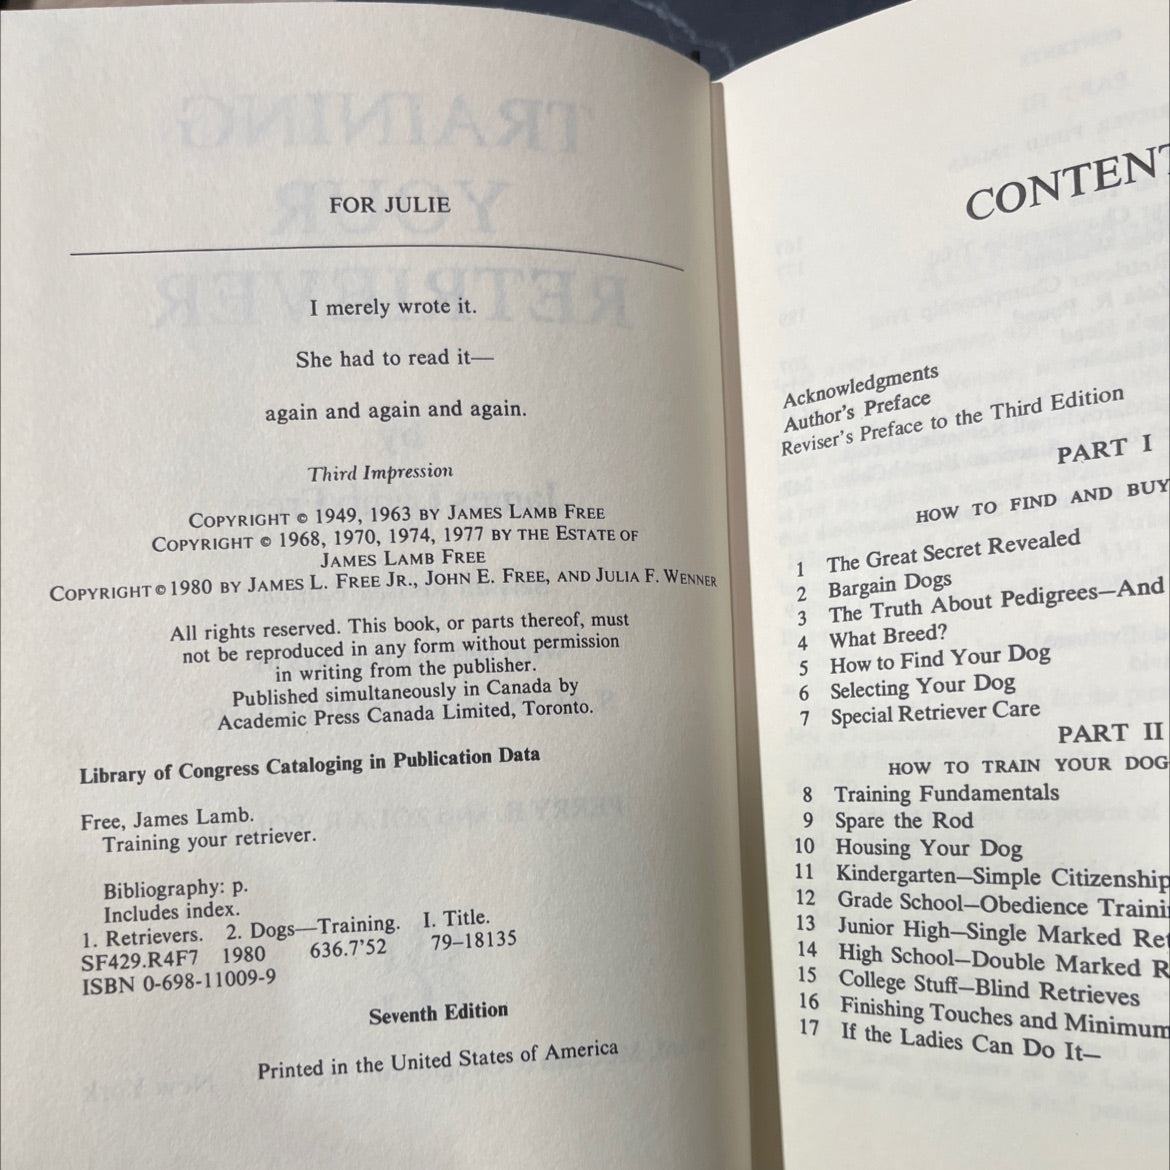 FOR JULIE
I merely wrote it.
She had to read it—
again and again and again.
Third Impression
COPYRIGHT © 1949, 1963 BY JAMES LAMB FREE
COPYRIGHT © 1968, 1970, 1974, 1977 BY THE ESTATE OF
JAMES LAMB FREE
COPYRIGHT © 1980 BY JAMES L. FREE JR., JOHN E. FREE, AND JULIA F. WENNER
All rights reserved. This book, or parts thereof, must
not be reproduced in any form without permission
in writing from the publisher.
Published simultaneously in Canada by
Academic Press Canada Limited, Toronto.
Library of Congress Cataloging in Publication Data
Free, James Lamb.
Training your retriever.
Bibliography: p.
Includes index.
1. Retrievers. 2. Dogs—Training. I. Title.
SF429.R4F7 1980 636.7'52 79–18135
ISBN 0-698-11009-9
Seventh Edition
Printed in the United States of America
CONTENT
Acknowledgments
Author's Preface
Reviser's Preface to the Third Edition
PART I
HOW TO FIND AND BUY
1 The Great Secret Revealed
2 Bargain Dogs
3 The Truth About Pedigrees—And
4 What Breed?
5 How to Find Your Dog
6 Selecting Your Dog
7 Special Retriever Care
PART II
HOW TO TRAIN YOUR DOG
8 Training Fundamentals
9 Spare the Rod
10 Housing Your Dog
11 Kindergarten—Simple Citizenship
12 Grade School—Obedience Traini
13 Junior High—Single Marked Ret
14 High School—Double Marked R
15 College Stuff—Blind Retrieves
16 Finishing Touches and Minimum
17 If the Ladies Can Do It—